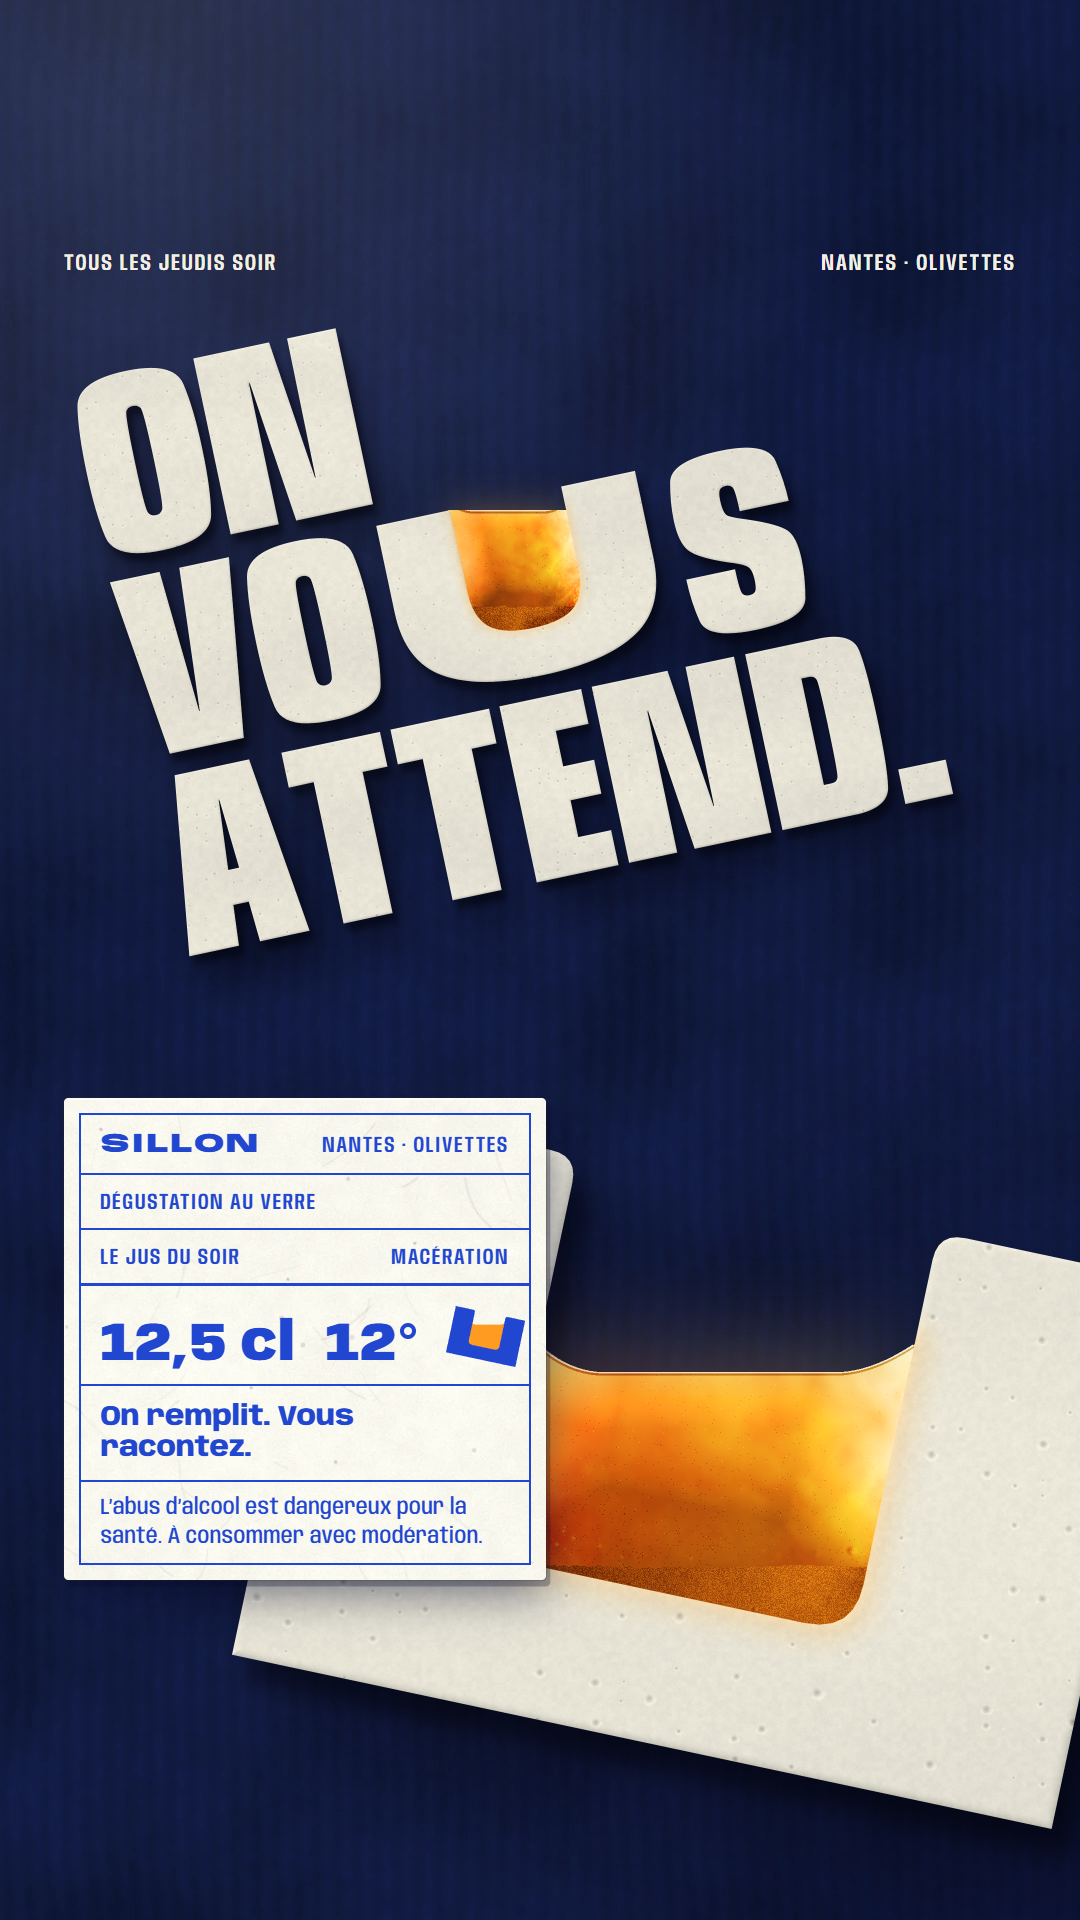 TOUS LES JEUDIS SOIR
NANTES · OLIVETTES
ON
VOUS
ATTEND.
SILLON
NANTES · OLIVETTES
DÉGUSTATION AU VERRE
LE JUS DU SOIR
MACÉRATION
12,5 cl 12°
On remplit. Vous
racontez.
L'abus d'alcool est dangereux pour la
santé. À consommer avec modération.